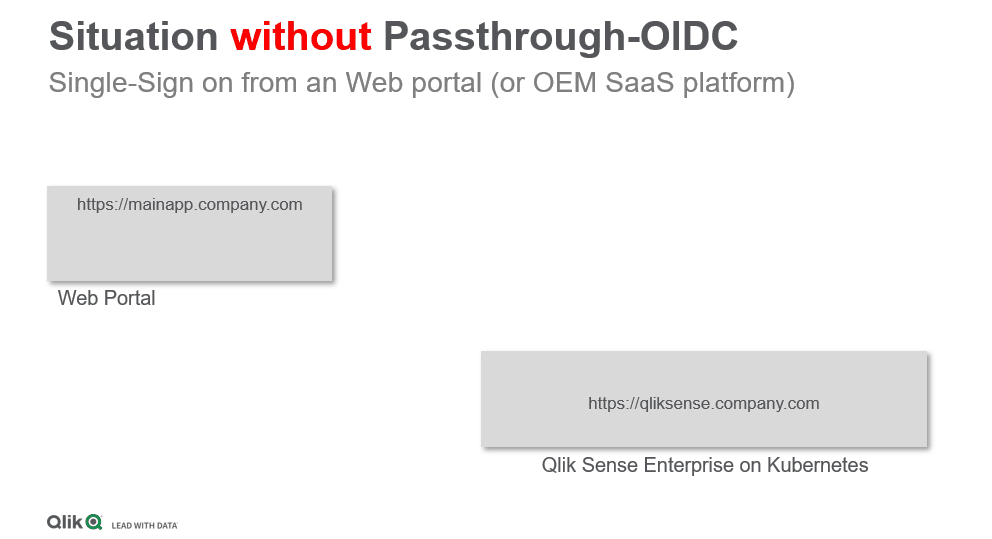 Situation without Passthrough-OIDC
Single-Sign on from an Web portal (or OEM SaaS platform)
https://mainapp.company.com
Web Portal
https://qliksense.company.com
Qlik Sense Enterprise on Kubernetes
Qlik LEAD WITH DATA